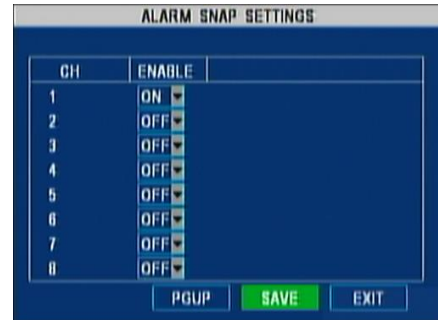 ALARM SNAP SETTINGS
CH ENABLE
1 ON
2 OFF
3 OFF
4 OFF
5 OFF
6 OFF
7 OFF
8 OFF
PGUP SAVE EXIT